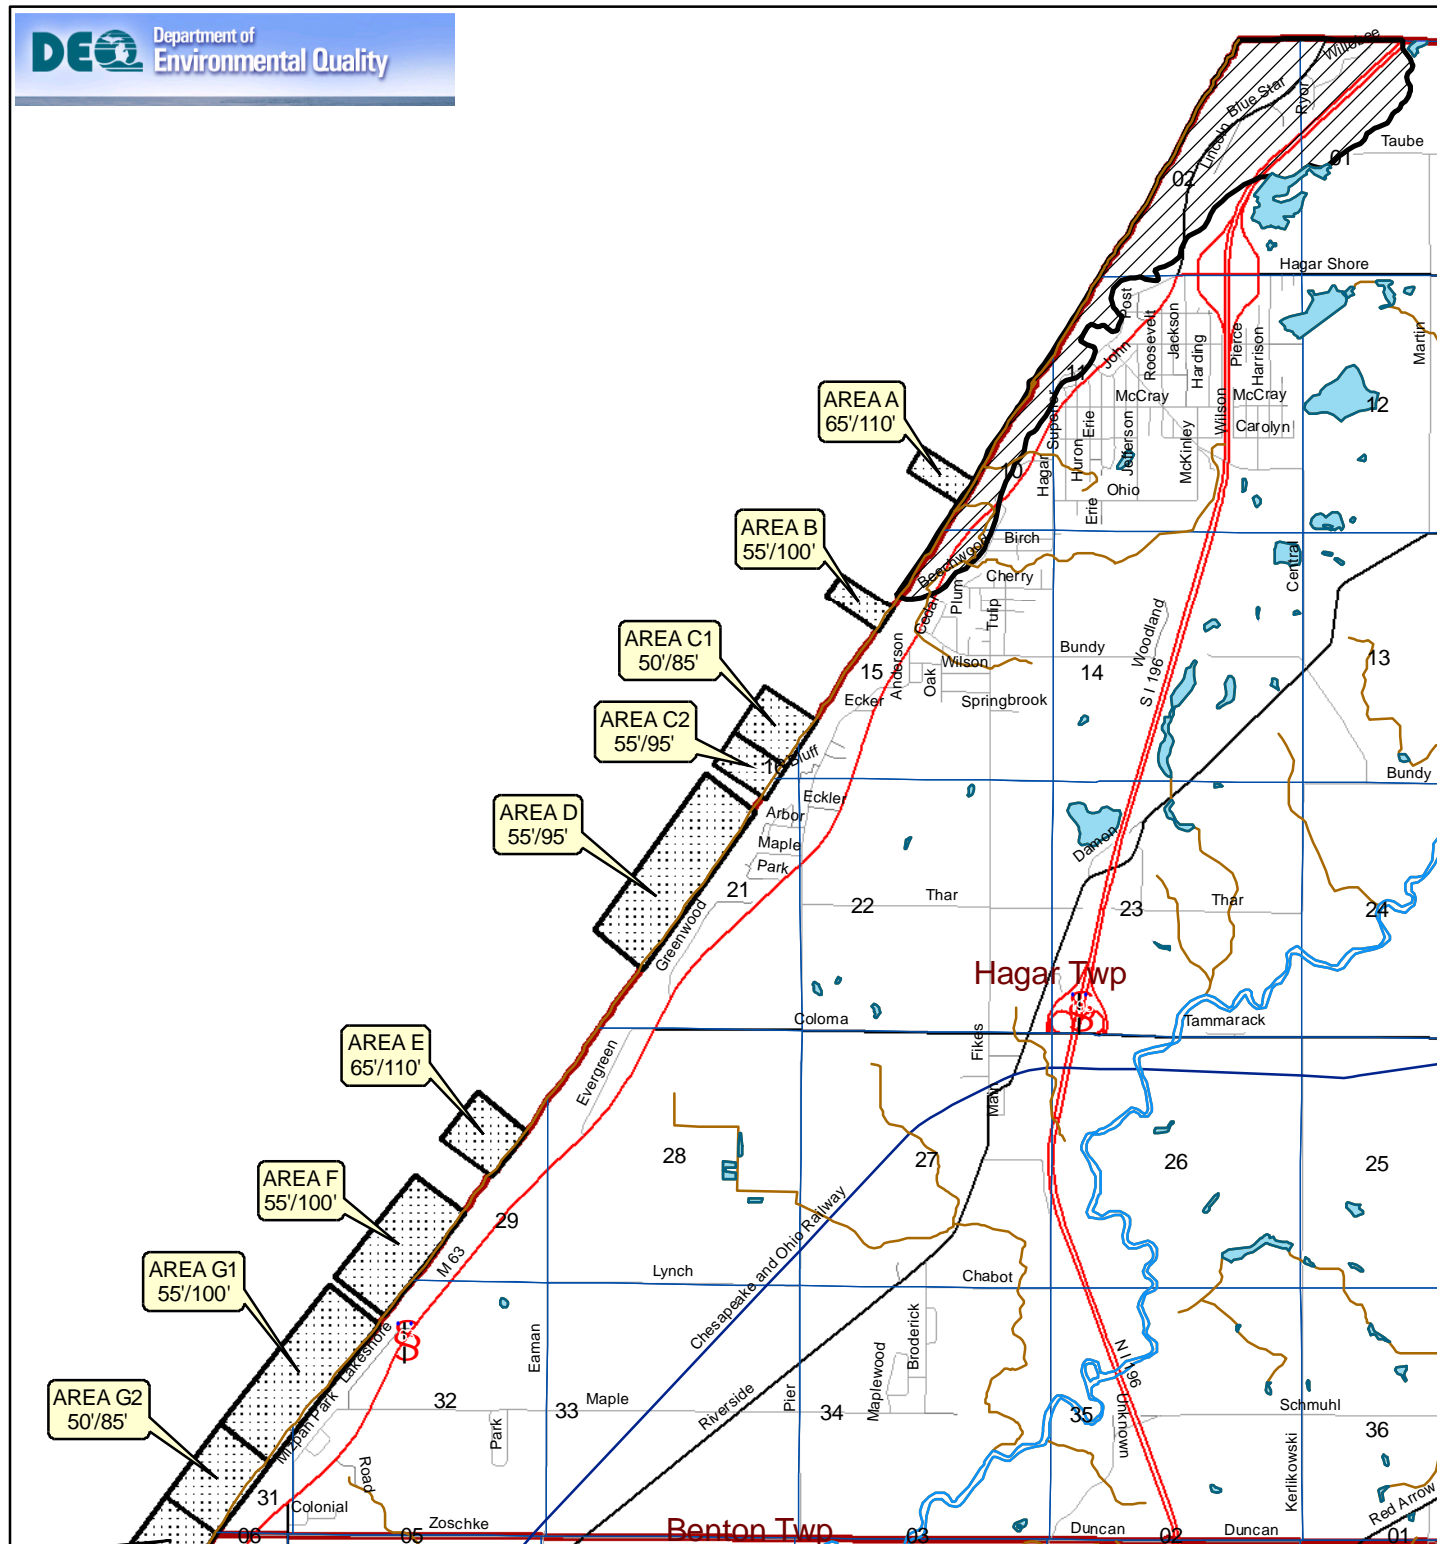 DEQ
Department of
Environmental Quality
Willobee
Blue Star
Ryor
Lincoln
Taube
01
02
Hagar Shore
Post
Roosevelt
Jackson
Harding
Pierce
Harrison
Martin
John
11
McCray
McCray
12
Wilson
Carolyn
Superior
Erie
Jefferson
McKinley
Huron
Hagar
10
Ohio
Erie
AREA A
65'/110'
AREA B
55'/100'
Birch
Beechwood
Cherry
Central
Plum
Tulip
Cedar
Woodland
AREA C1
50'/85'
Bundy
Wilson
15
14
13
Anderson
Oak
S I 196
Ecker
Springbrook
AREA C2
55'/95'
16
Bluff
Bundy
Eckler
Arbor
AREA D
55'/95'
Maple
Damon
Park
21
22
Thar
23
Thar
24
Greenwood
Hagar Twp
Coloma
Tammarack
Fikes
AREA E
65'/110'
Evergreen
Main
28
27
26
25
AREA F
55'/100'
29
Chesapeake and Ohio Railway
M 63
AREA G1
55'/100'
Lynch
Chabot
Lakeshore
Eaman
Broderick
Maplewood
N I 196
AREA G2
50'/85'
Mizpah Park
32
33
Maple
Pier
34
Riverside
35
Unknown
Schmuhl
36
Park
Road
Kerlikowski
31
Colonial
Red Arrow
06
05
Zoschke
Benton Twp
03
Duncan
02
Duncan
01